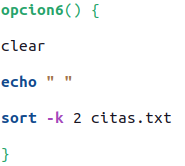 opcion6() {
clear
echo " "
sort -k 2 citas.txt
}